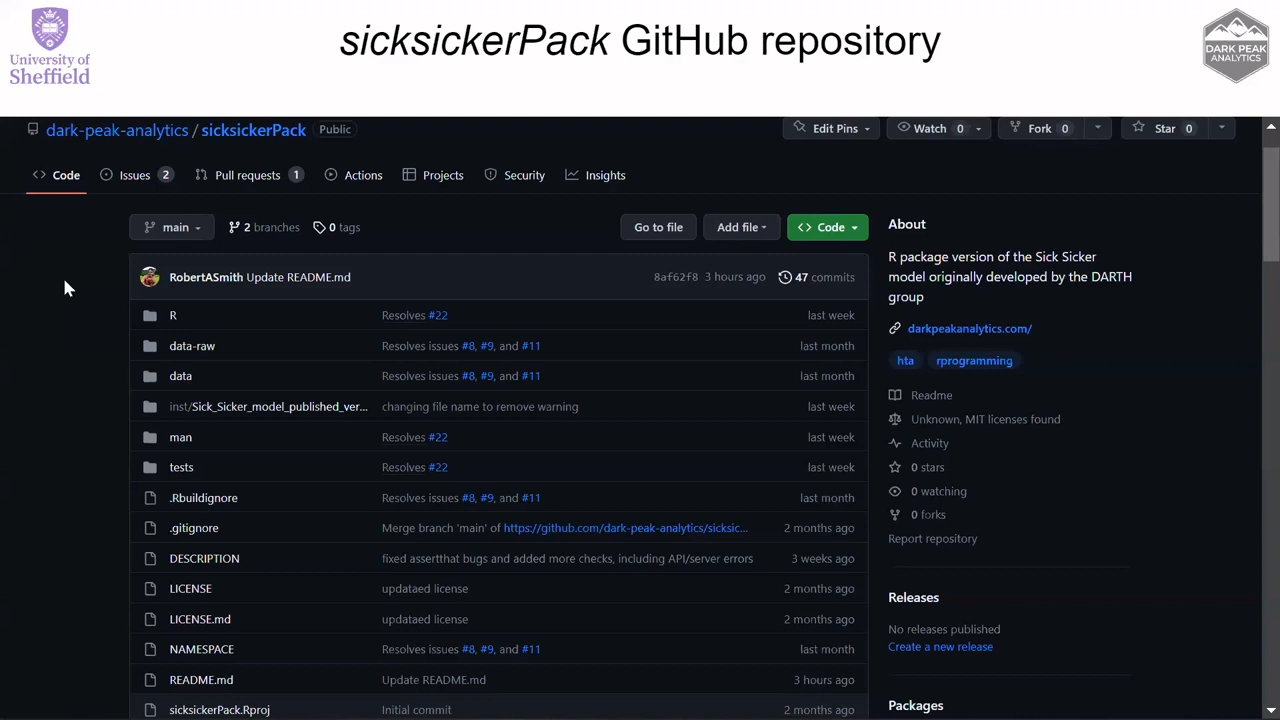 University of
Sheffield
sicksickerPack GitHub repository
DARK PEAK
ANALYTICS
dark-peak-analytics / sicksickerPack Public
Edit Pins Watch 0 Fork 0 Star 0
Code Issues 2 Pull requests 1 Actions Projects Security Insights
main 2 branches 0 tags Go to file Add file Code
RobertASmith Update README.md 8af62f8 3 hours ago 47 commits
R Resolves #22 last week
data-raw Resolves issues #8, #9, and #11 last month
data Resolves issues #8, #9, and #11 last month
inst/Sick_Sicker_model_published_ver... changing file name to remove warning last week
man Resolves #22 last week
tests Resolves #22 last week
.Rbuildignore Resolves issues #8, #9, and #11 last month
.gitignore Merge branch 'main' of https://github.com/dark-peak-analytics/sicksic... 2 months ago
DESCRIPTION fixed assertthat bugs and added more checks, including API/server errors 3 weeks ago
LICENSE updataed license 2 months ago
LICENSE.md updataed license 2 months ago
NAMESPACE Resolves issues #8, #9, and #11 last month
README.md Update README.md 3 hours ago
sicksickerPack.Rproj Initial commit 2 months ago
About
R package version of the Sick Sicker
model originally developed by the DARTH
group
darkpeakanalytics.com/
hta rprogramming
Readme
Unknown, MIT licenses found
Activity
0 stars
0 watching
0 forks
Report repository
Releases
No releases published
Create a new release
Packages